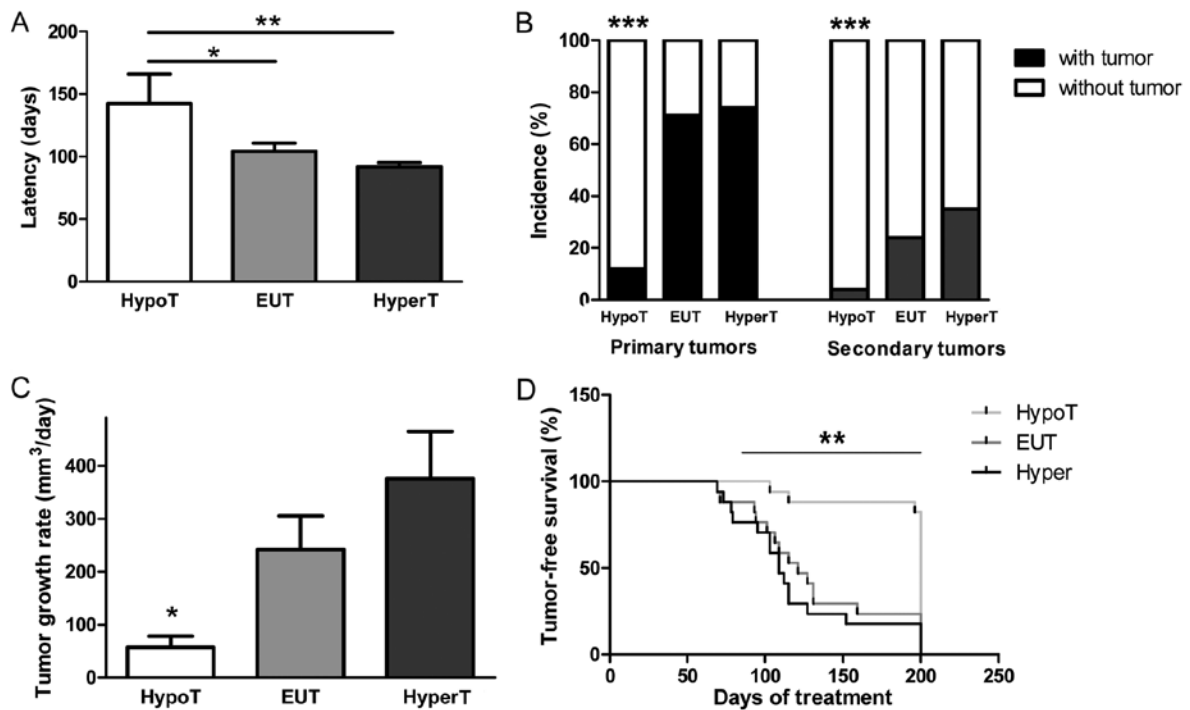 A
Latency (days)
200
150
100
50
0
**
*
HypoT EUT HyperT
B
Incidence (%)
100
80
60
40
20
0
*** ***
HypoT EUT HyperT HypoT EUT HyperT
Primary tumors Secondary tumors
with tumor
without tumor
C
Tumor growth rate (mm³/day)
400
300
200
100
0
*
HypoT EUT HyperT
D
Tumor-free survival (%)
150
100
50
0
**
0 50 100 150 200 250
Days of treatment
HypoT
EUT
Hyper